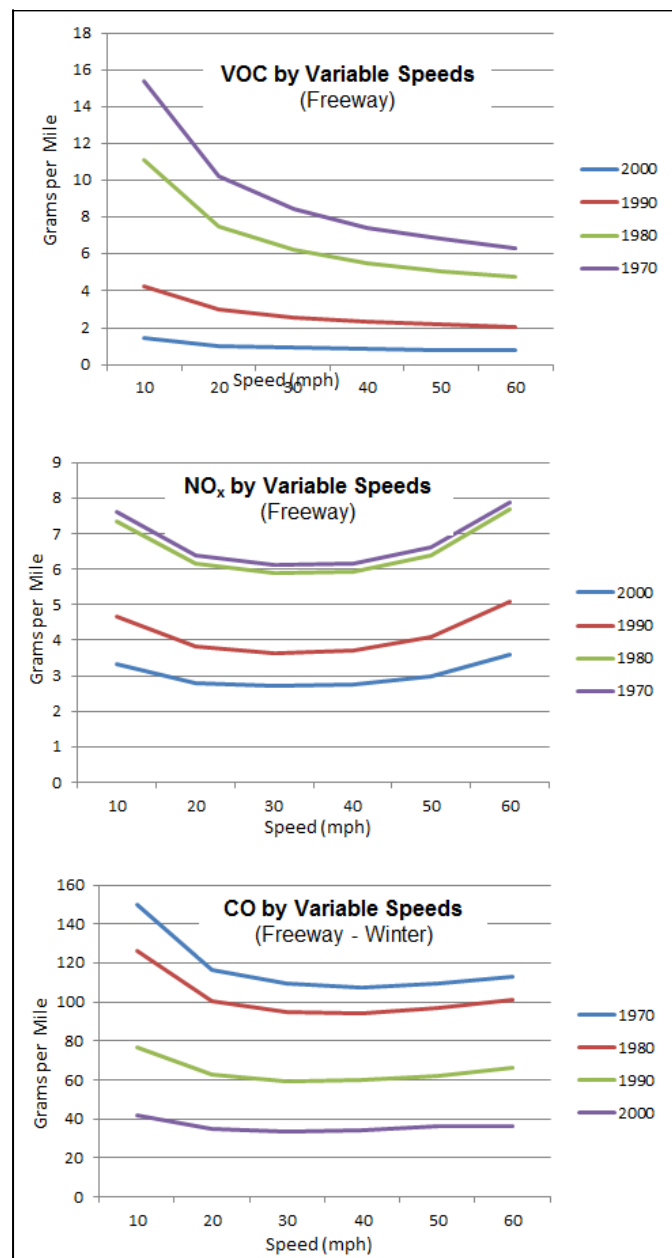 VOC by Variable Speeds
(Freeway)
Grams per Mile
18
16
14
12
10
8
6
4
2
0
10 20 30 40 50 60
Speed (mph)
2000
1990
1980
1970
NOx by Variable Speeds
(Freeway)
Grams per Mile
9
8
7
6
5
4
3
2
1
0
10 20 30 40 50 60
Speed (mph)
2000
1990
1980
1970
CO by Variable Speeds
(Freeway - Winter)
Grams per Mile
160
140
120
100
80
60
40
20
0
10 20 30 40 50 60
Speed (mph)
1970
1980
1990
2000